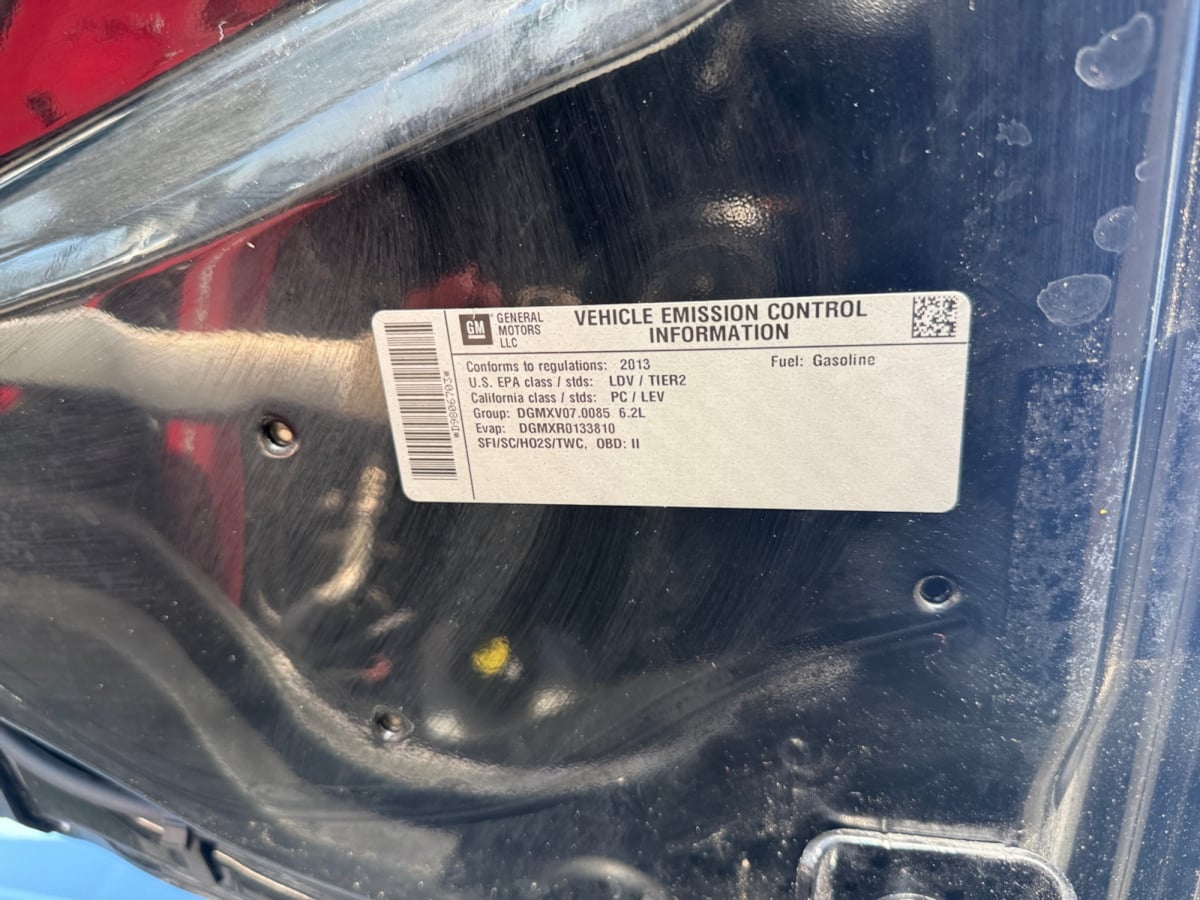 GM GENERAL MOTORS LLC
VEHICLE EMISSION CONTROL
INFORMATION
Conforms to regulations: 2013 Fuel: Gasoline
U.S. EPA class / stds: LDV / TIER2
California class / stds: PC / LEV
Group: DGMXV07.0085 6.2L
Evap: DGMXR0133810
SFI/SC/HO2S/TWC, OBD: II
*D9806703*